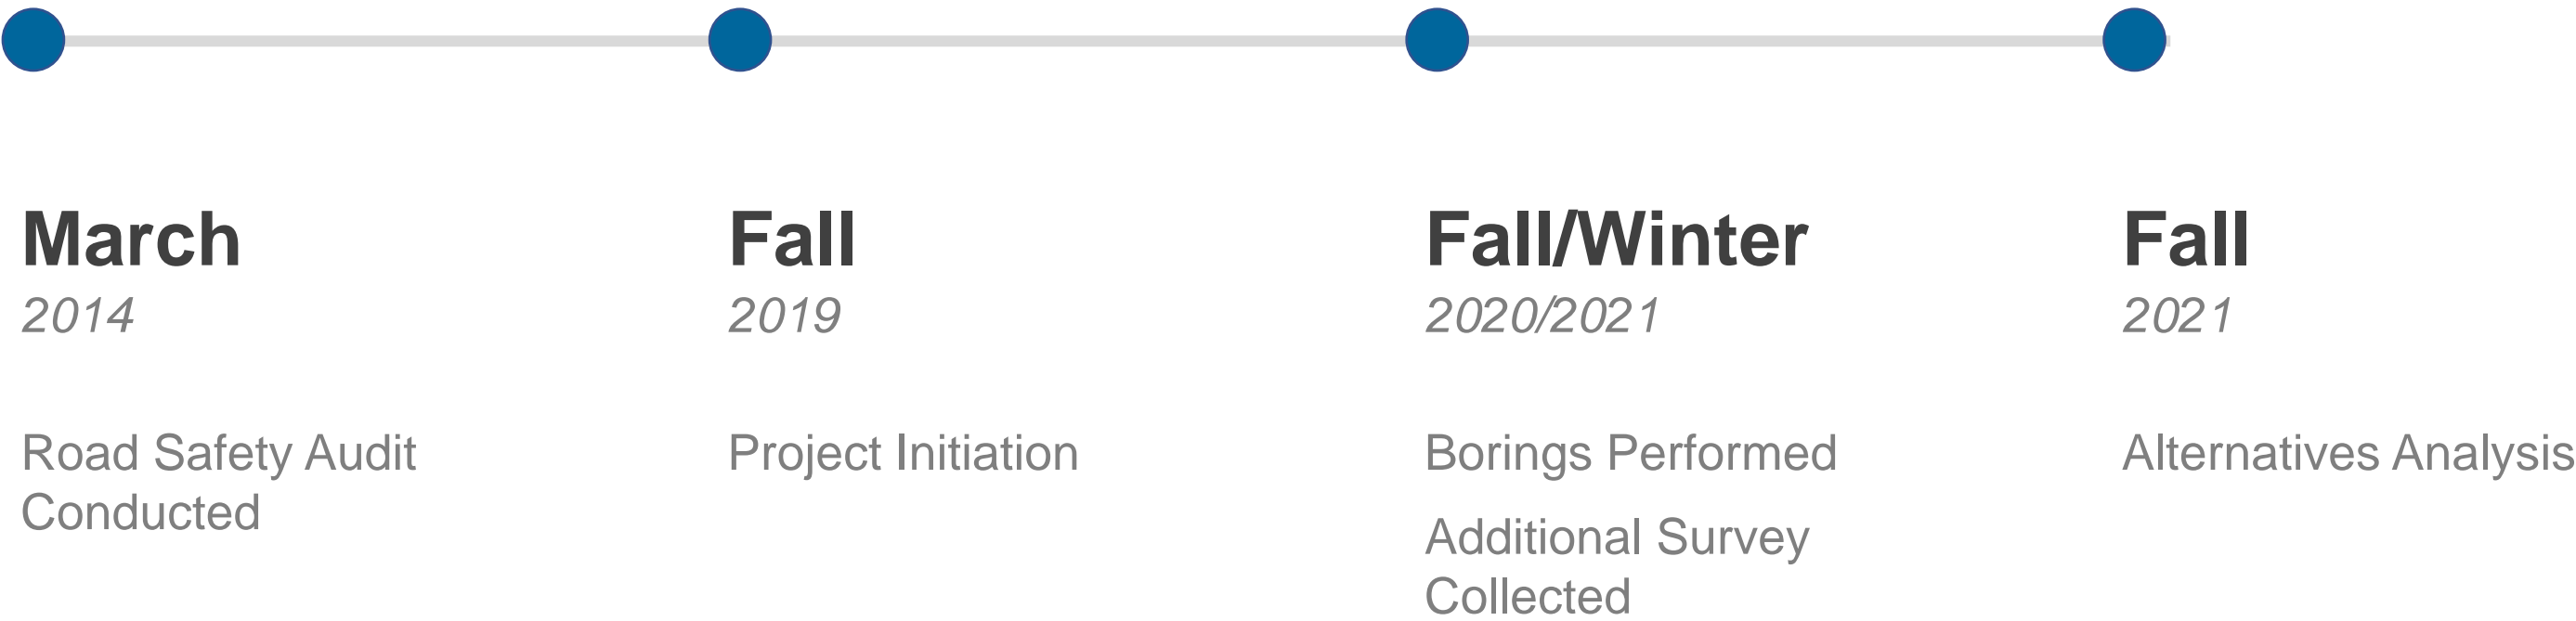 March
2014
Road Safety Audit
Conducted
Fall
2019
Project Initiation
Fall/Winter
2020/2021
Borings Performed
Additional Survey
Collected
Fall
2021
Alternatives Analysis